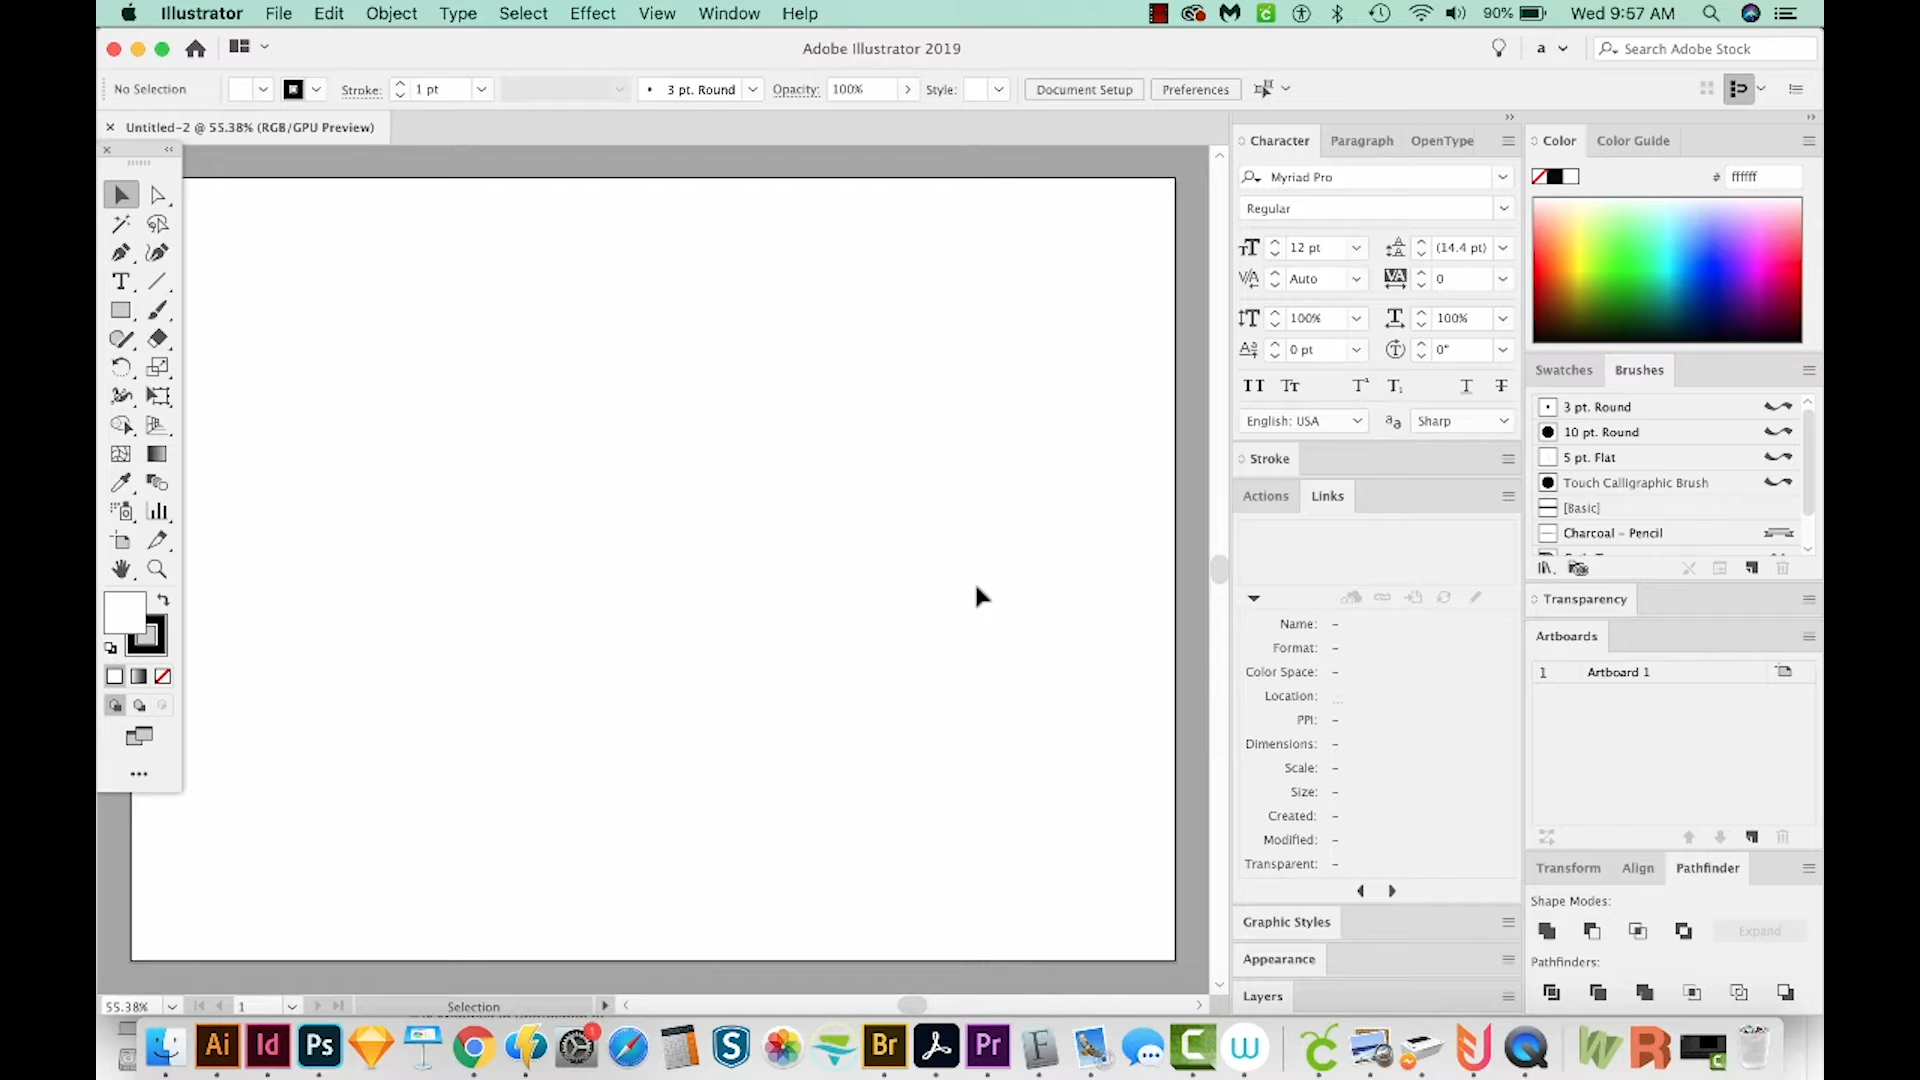 Illustrator File Edit Object Type Select Effect View Window Help 90% Wed 9:57 AM
Adobe Illustrator 2019 a Search Adobe Stock
No Selection Stroke: 1 pt 3 pt. Round Opacity: 100% Style: Document Setup Preferences
Untitled-2 @ 55.38% (RGB/GPU Preview)
Character Paragraph OpenType
Myriad Pro
Regular
12 pt (14.4 pt)
Auto 0
100% 100%
0 pt 0°
English: USA Sharp
Stroke
Actions Links
Name: –
Format: –
Color Space: –
Location:
PPI: –
Dimensions: –
Scale: –
Size: –
Created: –
Modified: –
Transparent: –
Graphic Styles
Appearance
Layers
Color Color Guide
# ffffff
Swatches Brushes
3 pt. Round
10 pt. Round
5 pt. Flat
Touch Calligraphic Brush
[Basic]
Charcoal – Pencil
Transparency
Artboards
1 Artboard 1
Transform Align Pathfinder
Shape Modes:
Expand
Pathfinders:
55.38% 1 Selection
Ai Id Ps Br Pr